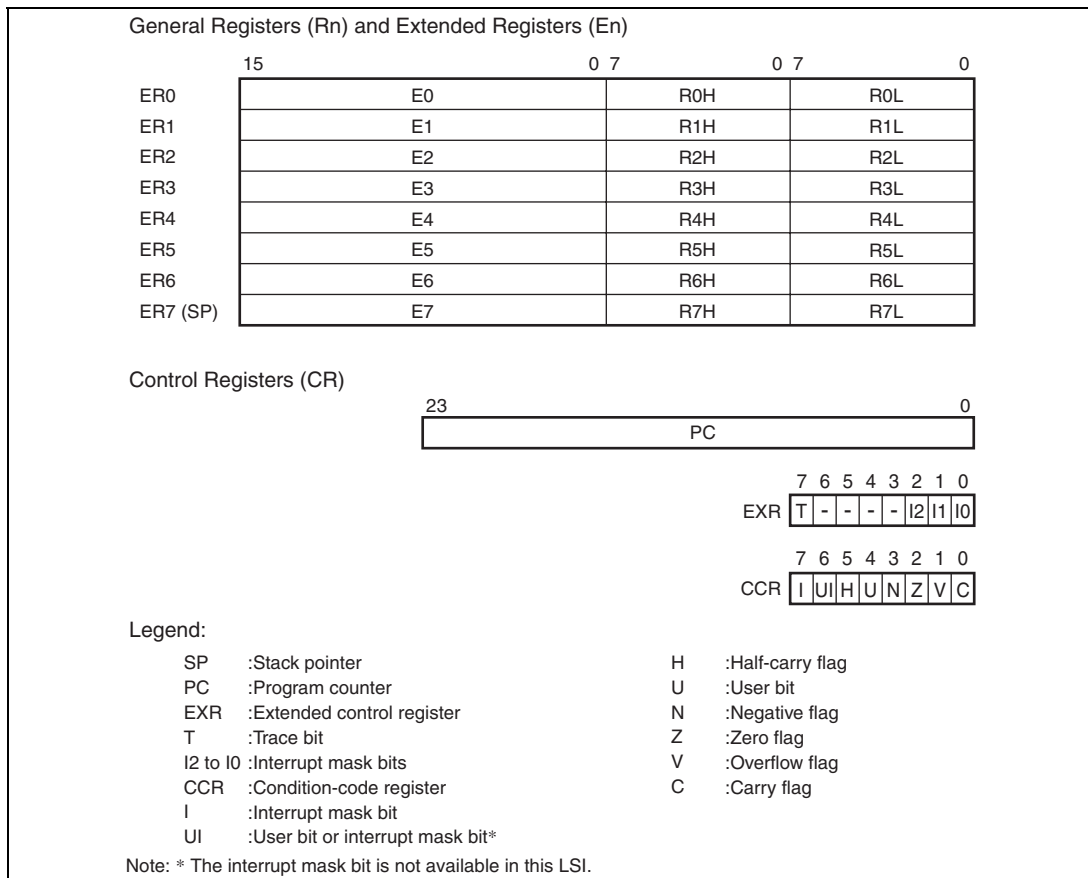 General Registers (Rn) and Extended Registers (En)
15 0 7 0 7 0
ER0 E0 R0H R0L
ER1 E1 R1H R1L
ER2 E2 R2H R2L
ER3 E3 R3H R3L
ER4 E4 R4H R4L
ER5 E5 R5H R5L
ER6 E6 R6H R6L
ER7 (SP) E7 R7H R7L
Control Registers (CR)
23 0
PC
7 6 5 4 3 2 1 0
EXR T - - - - I2 I1 I0
7 6 5 4 3 2 1 0
CCR I UI H U N Z V C
Legend:
SP :Stack pointer
PC :Program counter
EXR :Extended control register
T :Trace bit
I2 to I0 :Interrupt mask bits
CCR :Condition-code register
I :Interrupt mask bit
UI :User bit or interrupt mask bit*
H :Half-carry flag
U :User bit
N :Negative flag
Z :Zero flag
V :Overflow flag
C :Carry flag
Note: * The interrupt mask bit is not available in this LSI.